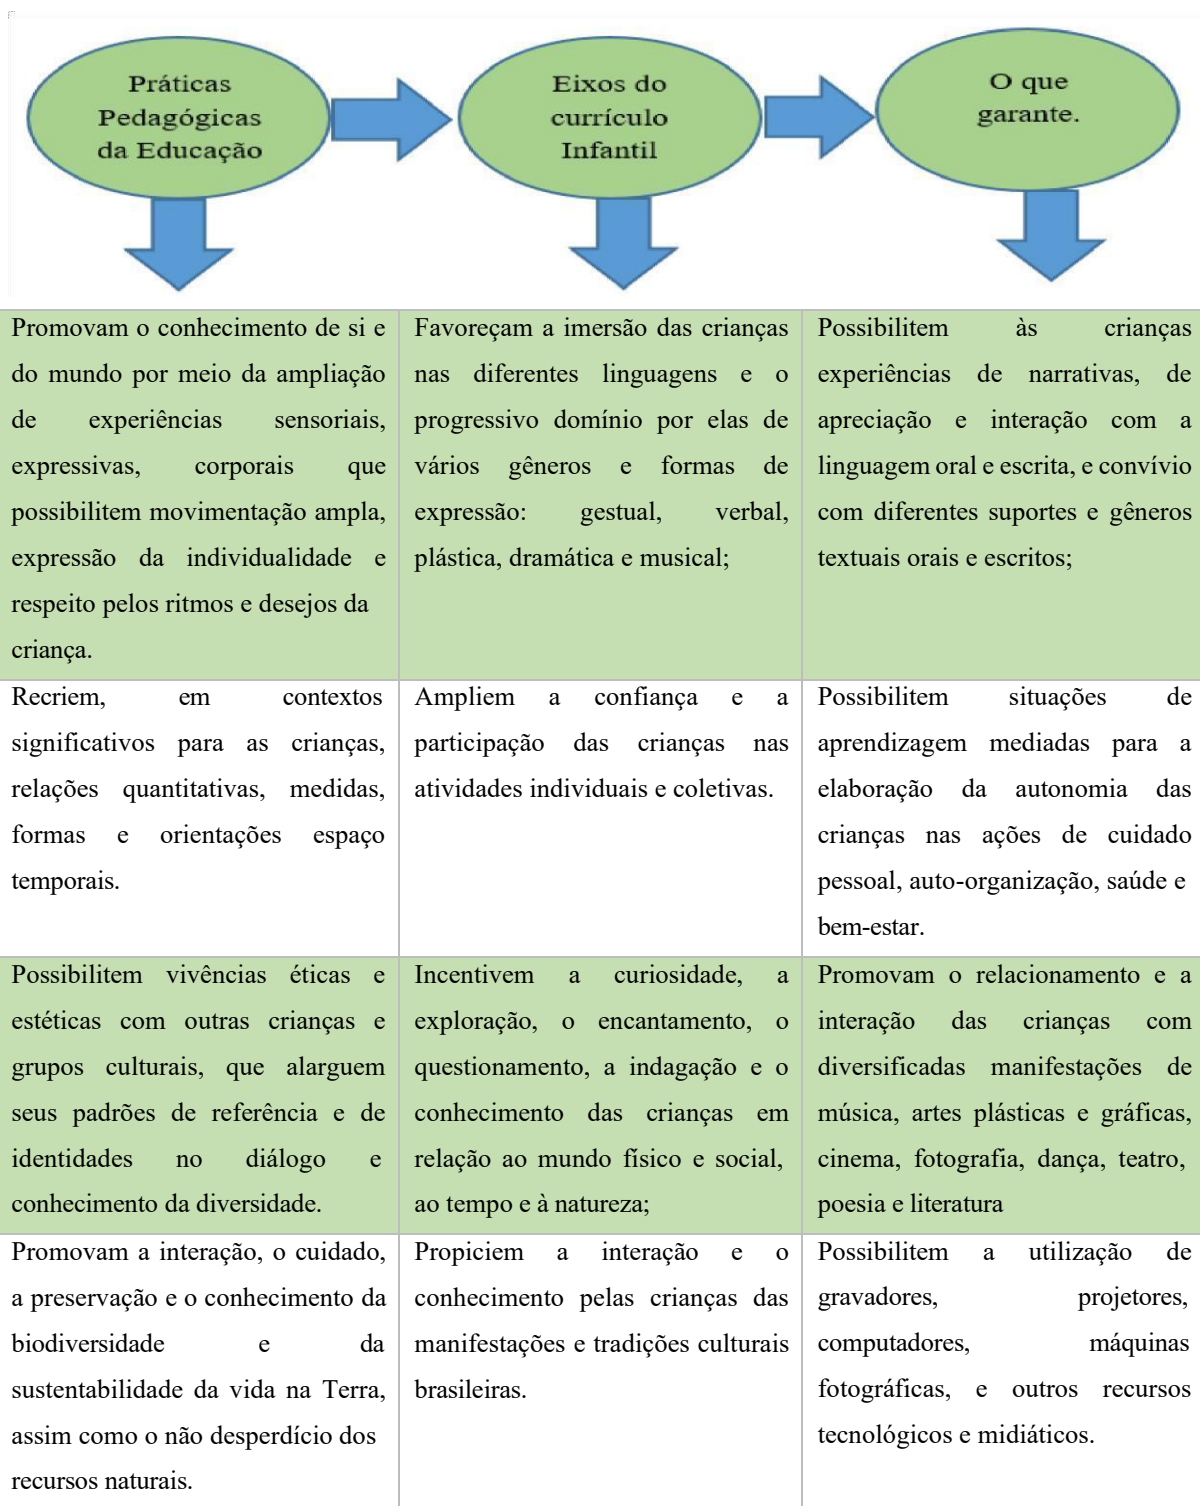 Práticas
Pedagógicas
da Educação
Eixos do
currículo
Infantil
O que
garante.
Promovam o conhecimento de si e
do mundo por meio da ampliação
de experiências sensoriais,
expressivas, corporais que
possibilitem movimentação ampla,
expressão da individualidade e
respeito pelos ritmos e desejos da
criança.
Favoreçam a imersão das crianças
nas diferentes linguagens e o
progressivo domínio por elas de
vários gêneros e formas de
expressão: gestual, verbal,
plástica, dramática e musical;
Possibilitem às crianças
experiências de narrativas, de
apreciação e interação com a
linguagem oral e escrita, e convívio
com diferentes suportes e gêneros
textuais orais e escritos;
Recriem, em contextos
significativos para as crianças,
relações quantitativas, medidas,
formas e orientações espaço
temporais.
Ampliem a confiança e a
participação das crianças nas
atividades individuais e coletivas.
Possibilitem situações de
aprendizagem mediadas para a
elaboração da autonomia das
crianças nas ações de cuidado
pessoal, auto-organização, saúde e
bem-estar.
Possibilitem vivências éticas e
estéticas com outras crianças e
grupos culturais, que alarguem
seus padrões de referência e de
identidades no diálogo e
conhecimento da diversidade.
Incentivem a curiosidade, a
exploração, o encantamento, o
questionamento, a indagação e o
conhecimento das crianças em
relação ao mundo físico e social,
ao tempo e à natureza;
Promovam o relacionamento e a
interação das crianças com
diversificadas manifestações de
música, artes plásticas e gráficas,
cinema, fotografia, dança, teatro,
poesia e literatura
Promovam a interação, o cuidado,
a preservação e o conhecimento da
biodiversidade e da
sustentabilidade da vida na Terra,
assim como o não desperdício dos
recursos naturais.
Propiciem a interação e o
conhecimento pelas crianças das
manifestações e tradições culturais
brasileiras.
Possibilitem a utilização de
gravadores, projetores,
computadores, máquinas
fotográficas, e outros recursos
tecnológicos e midiáticos.